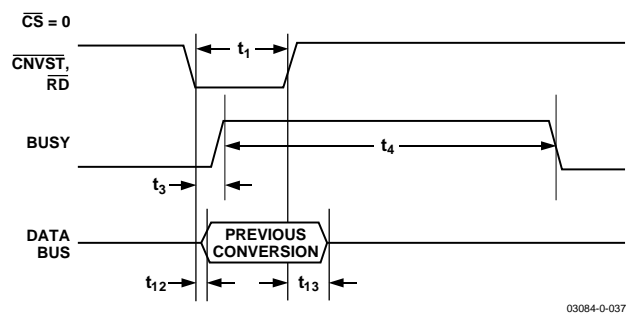 CS = 0
CNVST,
RD
t1
BUSY
t4
t3
DATA
BUS
PREVIOUS
CONVERSION
t12
t13
03084-0-037